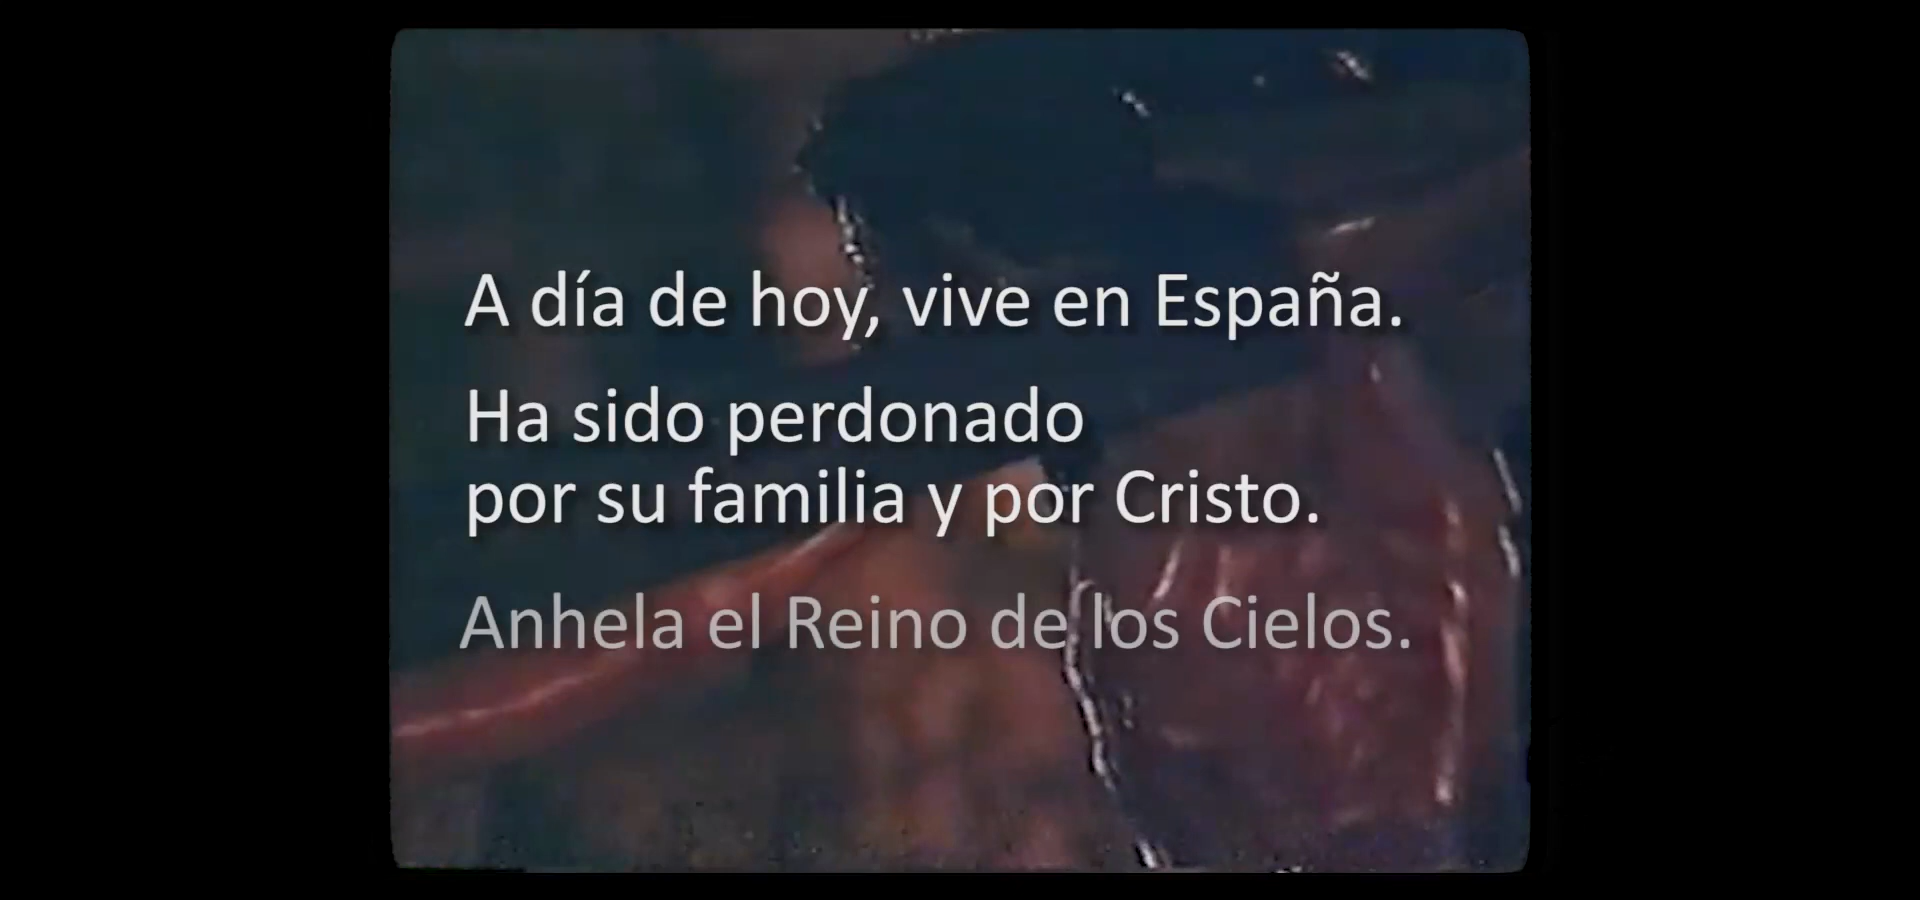 A día de hoy, vive en España.
Ha sido perdonado
por su familia y por Cristo.
Anhela el Reino de los Cielos.